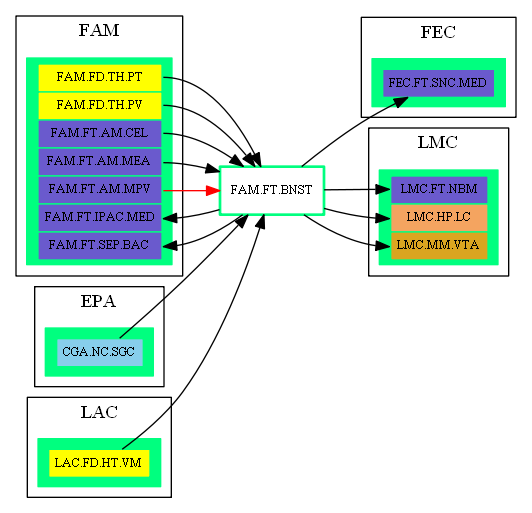 FAM
FAM.FD.TH.PT
FAM.FD.TH.PV
FAM.FT.AM.CEL
FAM.FT.AM.MEA
FAM.FT.AM.MPV
FAM.FT.IPAC.MED
FAM.FT.SEP.BAC
EPA
CGA.NC.SGC
LAC
LAC.FD.HT.VM
FAM.FT.BNST
FEC
FEC.FT.SNC.MED
LMC
LMC.FT.NBM
LMC.HP.LC
LMC.MM.VTA